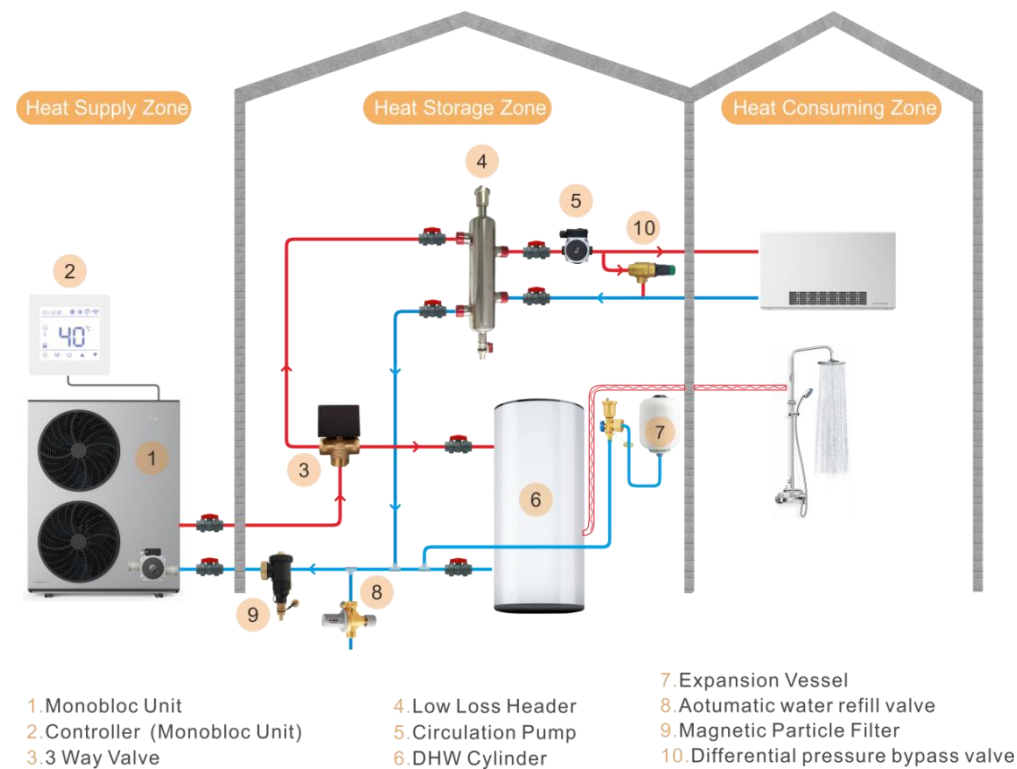 Heat Supply Zone
Heat Storage Zone
Heat Consuming Zone
4
5
10
2
40
℃
1
3
7
6
8
9
1.Monobloc Unit
2.Controller (Monobloc Unit)
3.3 Way Valve
4.Low Loss Header
5.Circulation Pump
6.DHW Cylinder
7.Expansion Vessel
8.Aotumatic water refill valve
9.Magnetic Particle Filter
10.Differential pressure bypass valve